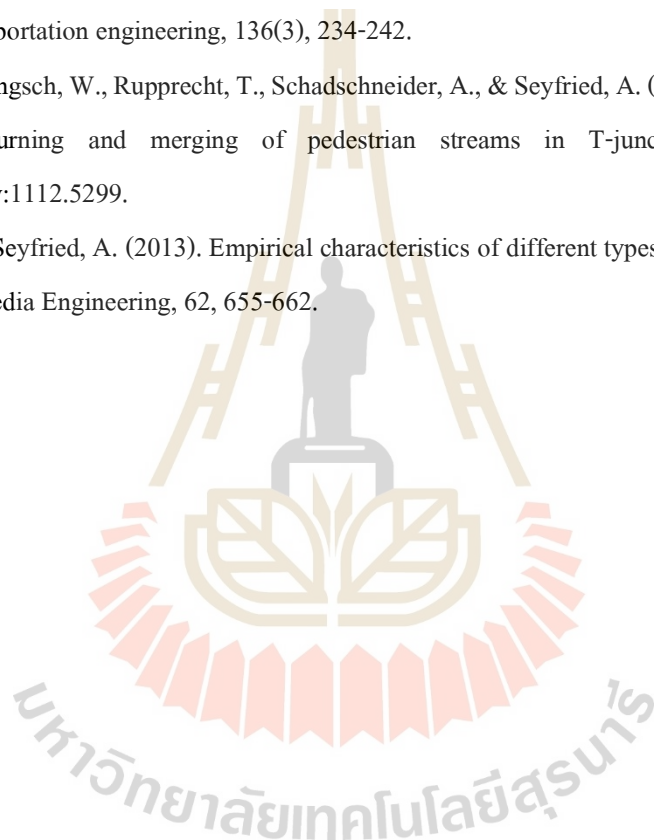 portation engineering, 136(3), 234-242.
ngsch, W., Rupprecht, T., Schadschneider, A., & Seyfried, A. (
urning and merging of pedestrian streams in T-junc
:1112.5299.
Seyfried, A. (2013). Empirical characteristics of different types
edia Engineering, 62, 655-662.
มหาวิทยาลัยเทคโนโลยีสุรนารี